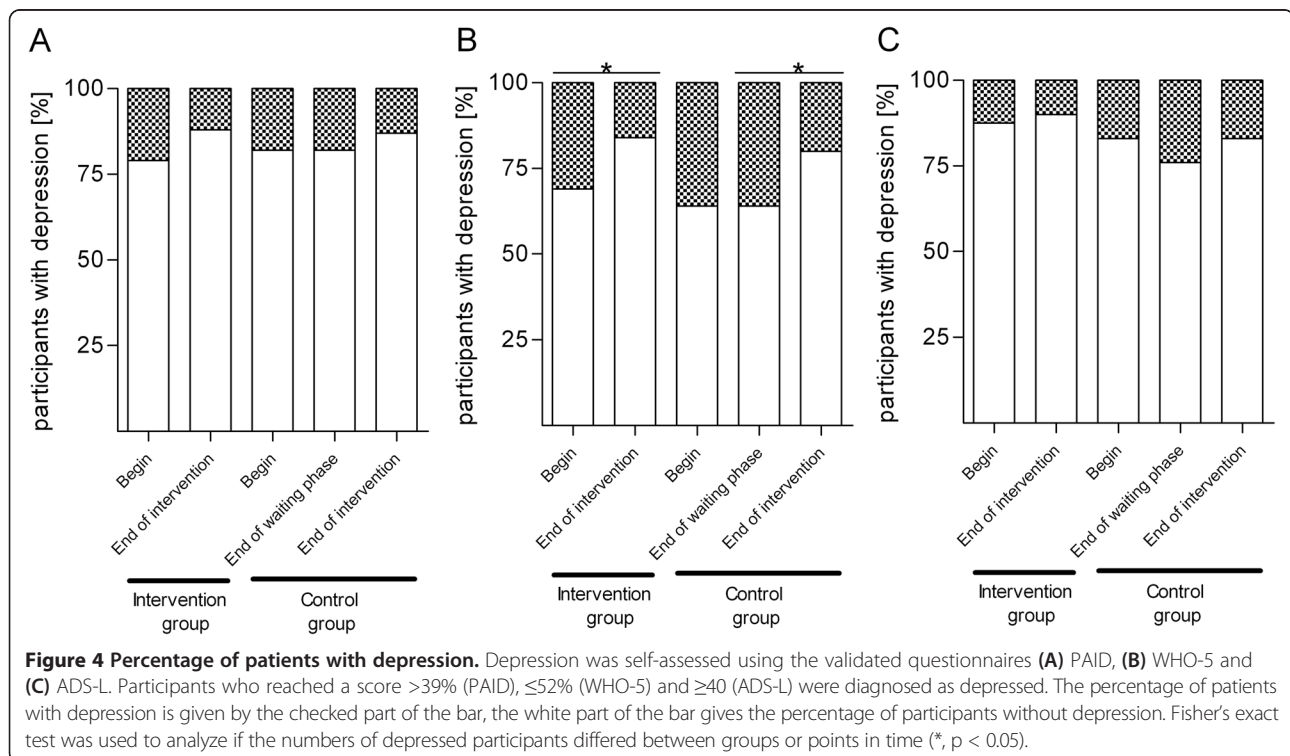 A
B
C
participants with depression [%]
100
75
50
25
Begin
End of intervention
Begin
End of waiting phase
End of intervention
Intervention
group
Control
group
participants with depression [%]
100
75
50
25
*
*
Begin
End of intervention
Begin
End of waiting phase
End of intervention
Intervention
group
Control
group
participants with depression [%]
100
75
50
25
Begin
End of intervention
Begin
End of waiting phase
End of intervention
Intervention
group
Control
group
Figure 4 Percentage of patients with depression. Depression was self-assessed using the validated questionnaires (A) PAID, (B) WHO-5 and
(C) ADS-L. Participants who reached a score >39% (PAID), ≤52% (WHO-5) and ≥40 (ADS-L) were diagnosed as depressed. The percentage of patients
with depression is given by the checked part of the bar, the white part of the bar gives the percentage of participants without depression. Fisher's exact
test was used to analyze if the numbers of depressed participants differed between groups or points in time (*, p < 0.05).